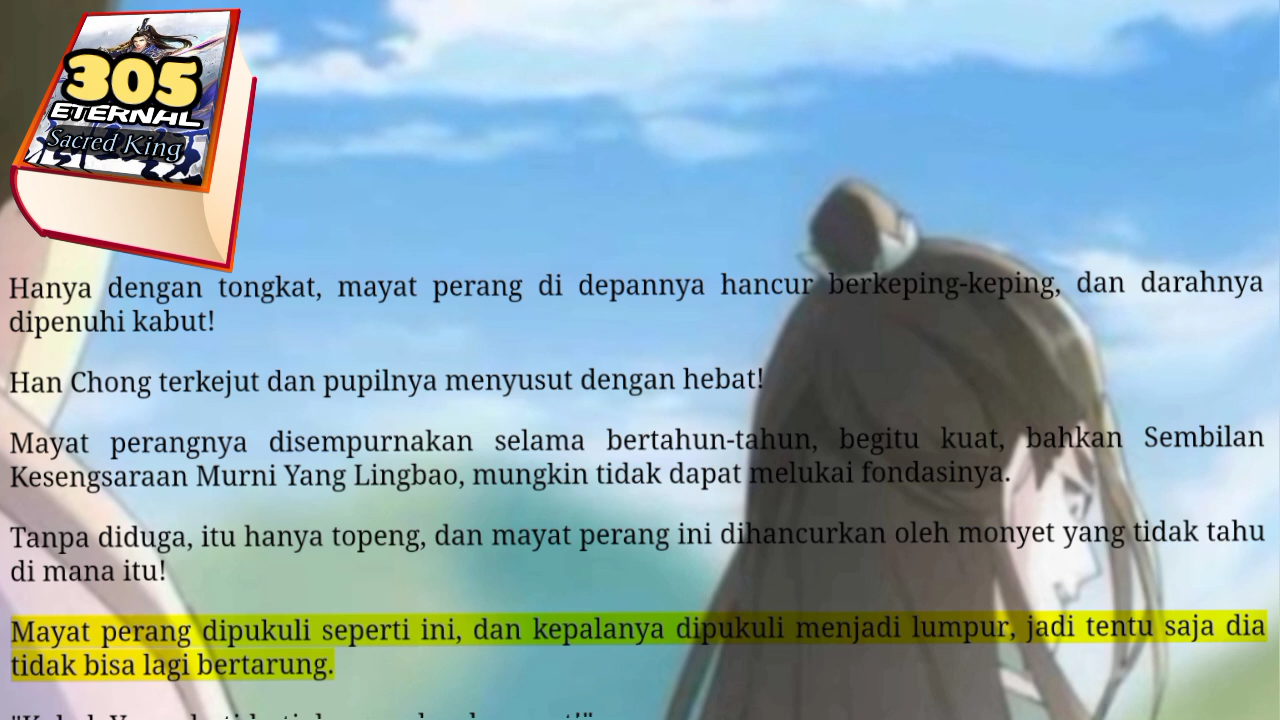 305
ETERNAL
Sacred King
Hanya dengan tongkat, mayat perang di depannya hancur berkeping-keping, dan darahnya
dipenuhi kabut!
Han Chong terkejut dan pupilnya menyusut dengan hebat!
Mayat perangnya disempurnakan selama bertahun-tahun, begitu kuat, bahkan Sembilan
Kesengsaraan Murni Yang Lingbao, mungkin tidak dapat melukai fondasinya.
Tanpa diduga, itu hanya topeng, dan mayat perang ini dihancurkan oleh monyet yang tidak tahu
di mana itu!
Mayat perang dipukuli seperti ini, dan kepalanya dipukuli menjadi lumpur, jadi tentu saja dia
tidak bisa lagi bertarung.